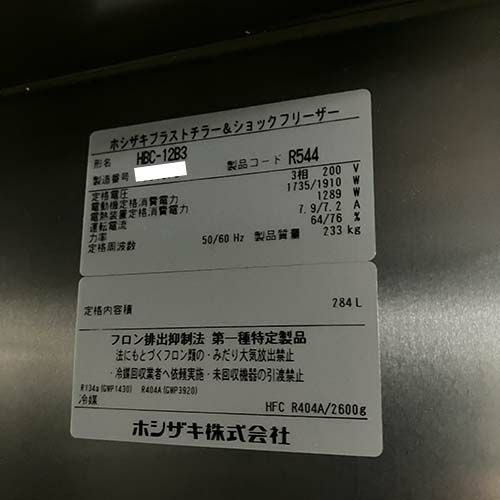 ホシザキブラストチラー&ショックフリーザー
形名 HBC-12B3 製品コード R544
製造番号
定格電圧 3相 200 V
電動機定格消費電力 1735/1910 W
電熱装置定格消費電力 1289 W
運転電流 7.9/7.2 A
力率 64/76 %
定格周波数 50/60 Hz 製品質量 233 kg
定格内容積 284 L
フロン排出抑制法 第一種特定製品
法にもとづくフロン類の・みだり大気放出禁止
・冷媒回収業者へ依頼実施・未回収機器の引渡禁止
R134a(GWP1430) R404A(GWP3920)
冷媒 HFC R404A/2600g
ホシザキ株式会社